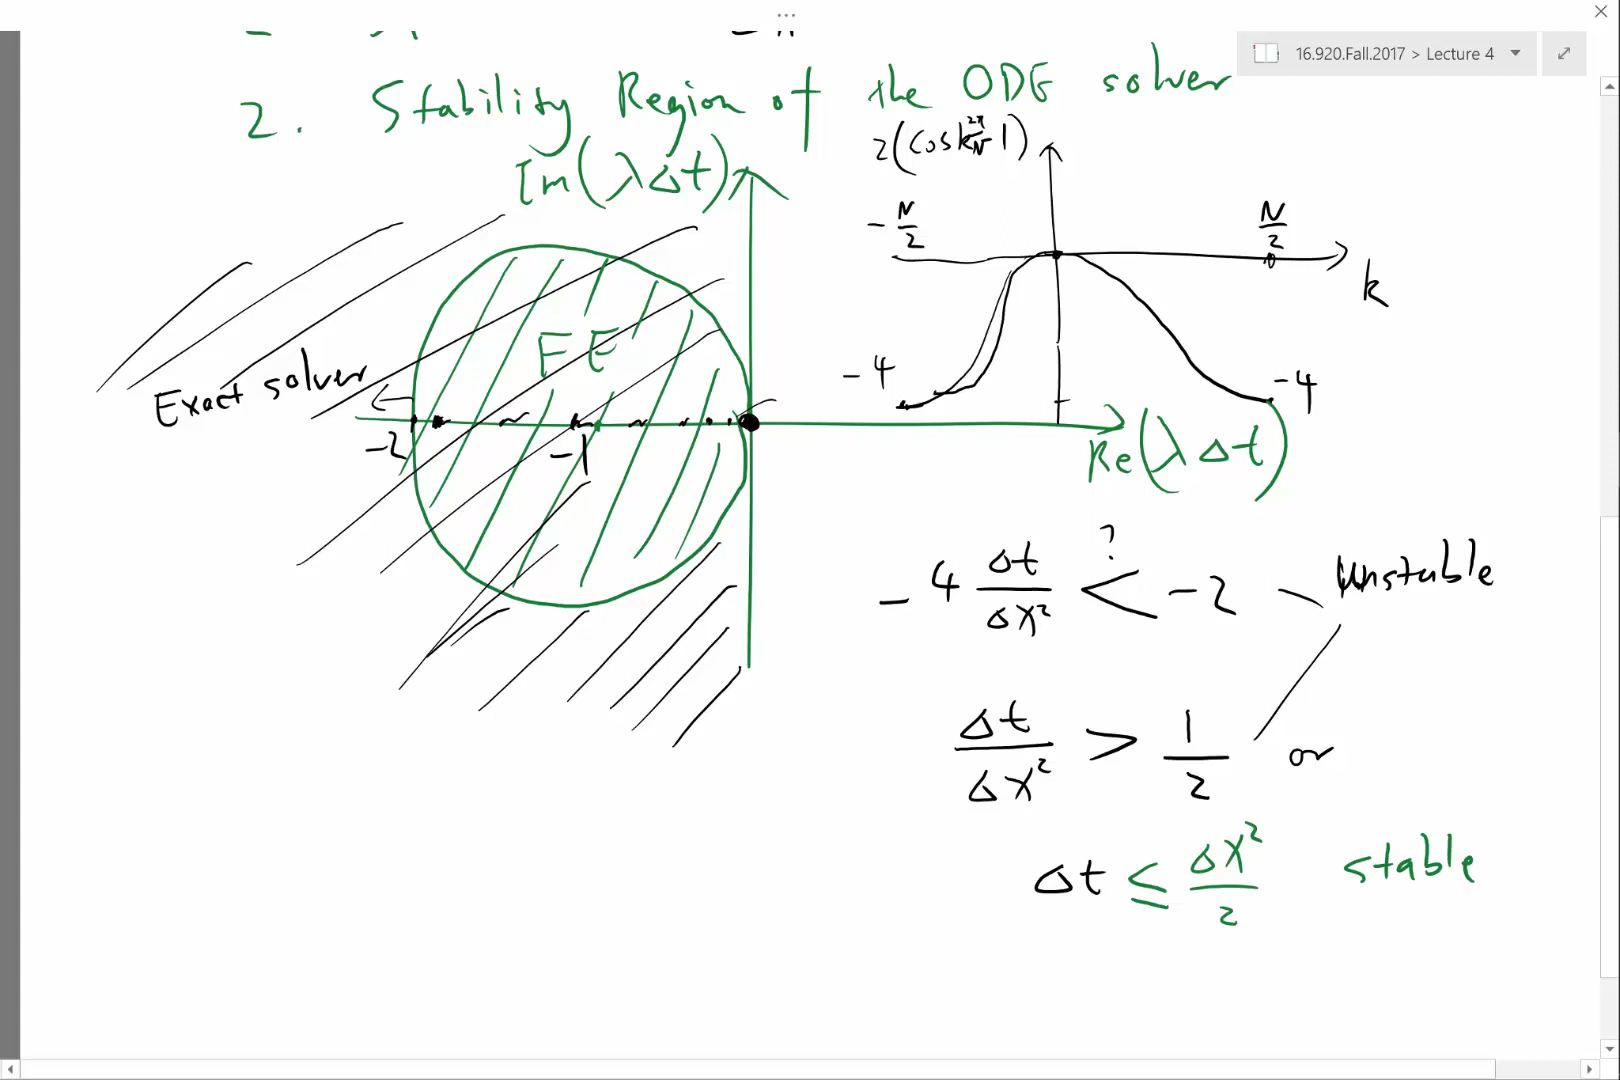 16.920.Fall.2017 > Lecture 4
2. Stability Region of the ODE solver
Im(λΔt)
2(cos k 2π/N - 1)
-N/2
N/2
k
FE
Exact solver
-4
-4
-2
-1
Re(λΔt)
-4 Δt/Δx² <? -2 — Unstable
Δt/Δx² > 1/2 or
Δt ≤ Δx²/2 stable